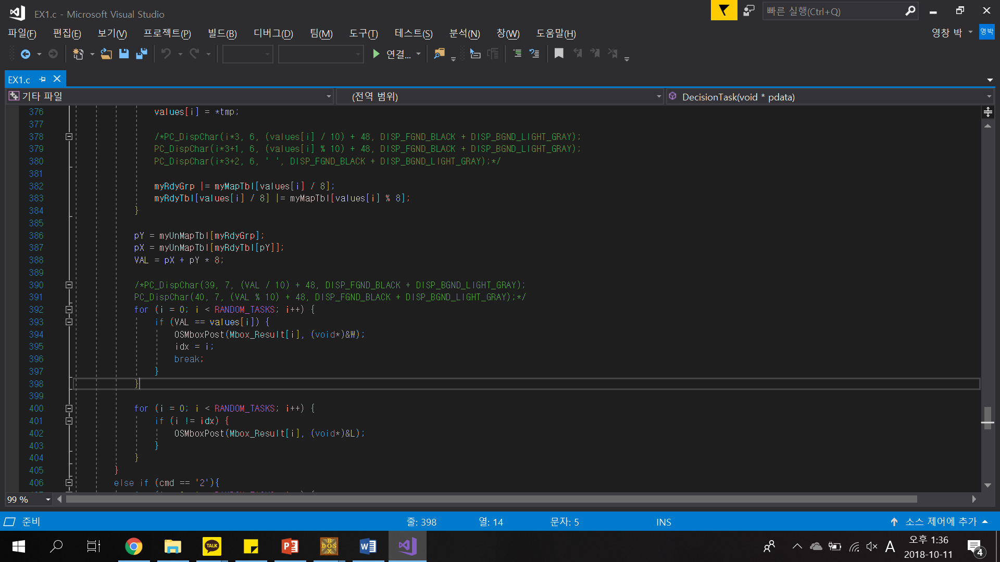 EX1.c - Microsoft Visual Studio
빠른 실행(Ctrl+Q)
파일(F) 편집(E) 보기(V) 프로젝트(P) 빌드(B) 디버그(D) 팀(M) 도구(T) 테스트(S) 분석(N) 창(W) 도움말(H)
영창 박 영박
연결...
EX1.c
기타 파일 (전역 범위) DecisionTask(void * pdata)
376 values[i] = *tmp;
377
378 /*PC_DispChar(i*3, 6, (values[i] / 10) + 48, DISP_FGND_BLACK + DISP_BGND_LIGHT_GRAY);
379 PC_DispChar(i*3+1, 6, (values[i] % 10) + 48, DISP_FGND_BLACK + DISP_BGND_LIGHT_GRAY);
380 PC_DispChar(i*3+2, 6, ' ', DISP_FGND_BLACK + DISP_BGND_LIGHT_GRAY);*/
381
382 myRdyGrp |= myMapTbl[values[i] / 8];
383 myRdyTbl[values[i] / 8] |= myMapTbl[values[i] % 8];
384 }
385
386 pY = myUnMapTbl[myRdyGrp];
387 pX = myUnMapTbl[myRdyTbl[pY]];
388 VAL = pX + pY * 8;
389
390 /*PC_DispChar(39, 7, (VAL / 10) + 48, DISP_FGND_BLACK + DISP_BGND_LIGHT_GRAY);
391 PC_DispChar(40, 7, (VAL % 10) + 48, DISP_FGND_BLACK + DISP_BGND_LIGHT_GRAY);*/
392 for (i = 0; i < RANDOM_TASKS; i++) {
393 if (VAL == values[i]) {
394 OSMboxPost(Mbox_Result[i], (void*)&W);
395 idx = i;
396 break;
397 }
398 }
399
400 for (i = 0; i < RANDOM_TASKS; i++) {
401 if (i != idx) {
402 OSMboxPost(Mbox_Result[i], (void*)&L);
403 }
404 }
405 }
406 else if (cmd == '2'){
99 %
준비 줄: 398 열: 14 문자: 5 INS 소스 제어에 추가
TALK
A
오후 1:36
2018-10-11
4